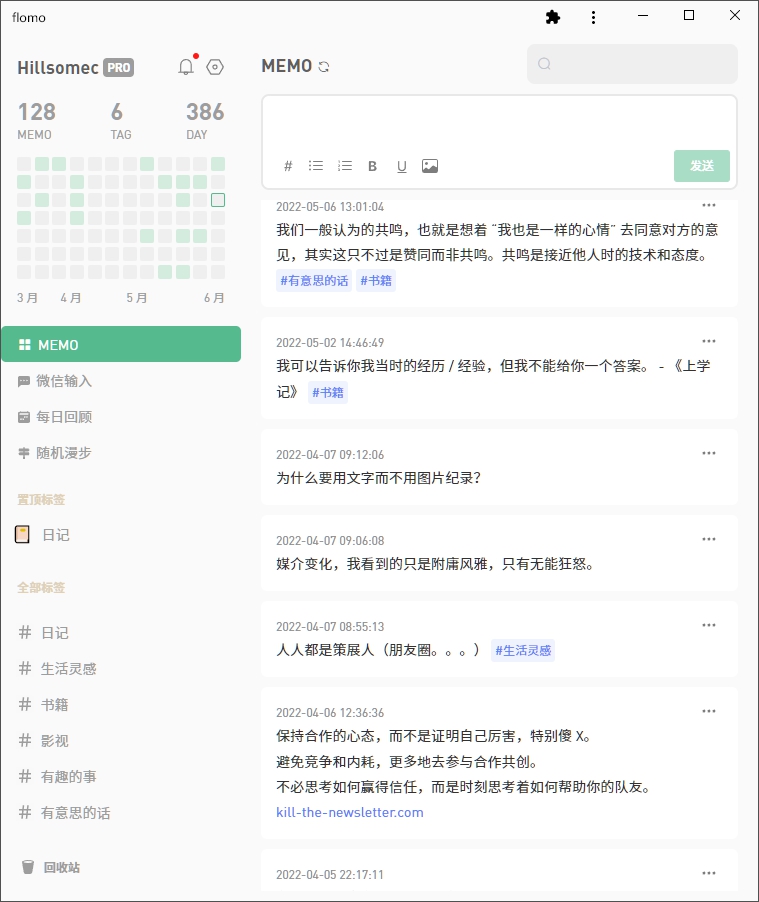 flomo
Hillsomec PRO
128 6 386
MEMO TAG DAY
3 月 4 月 5 月 6 月
MEMO
微信输入
每日回顾
随机漫步
置顶标签
日记
全部标签
# 日记
# 生活灵感
# 书籍
# 影视
# 有趣的事
# 有意思的话
回收站
MEMO
# B U
发送
2022-05-06 13:01:04
我们一般认为的共鸣，也就是想着 “我也是一样的心情” 去同意对方的意
见，其实这只不过是赞同而非共鸣。共鸣是接近他人时的技术和态度。
#有意思的话 #书籍
2022-05-02 14:46:49
我可以告诉你我当时的经历 / 经验，但我不能给你一个答案。 - 《上学
记》 #书籍
2022-04-07 09:12:06
为什么要用文字而不用图片纪录？
2022-04-07 09:06:08
媒介变化，我看到的只是附庸风雅，只有无能狂怒。
2022-04-07 08:55:13
人人都是策展人（朋友圈。。。） #生活灵感
2022-04-06 12:36:36
保持合作的心态，而不是证明自己厉害，特别傻 X。
避免竞争和内耗，更多地去参与合作共创。
不必思考如何赢得信任，而是时刻思考着如何帮助你的队友。
kill-the-newsletter.com
2022-04-05 22:17:11